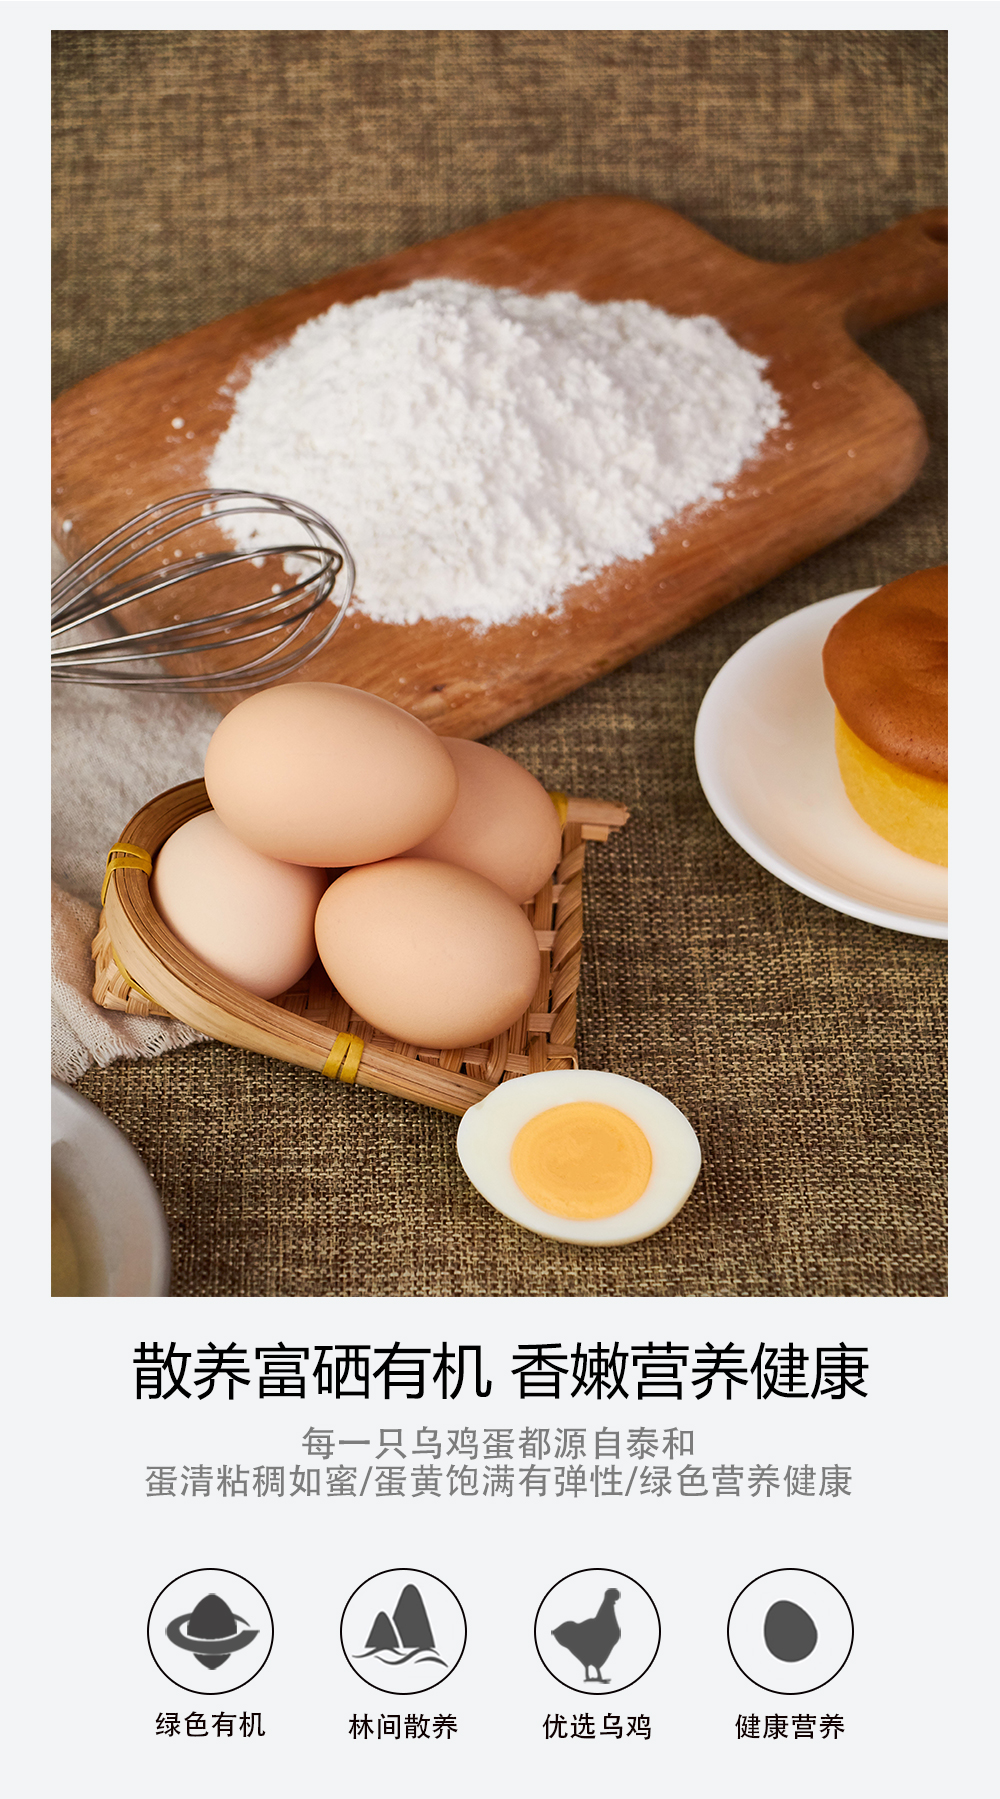 散养富硒有机 香嫩营养健康
每一只乌鸡蛋都源自泰和
蛋清粘稠如蜜/蛋黄饱满有弹性/绿色营养健康
绿色有机
林间散养
优选乌鸡
健康营养